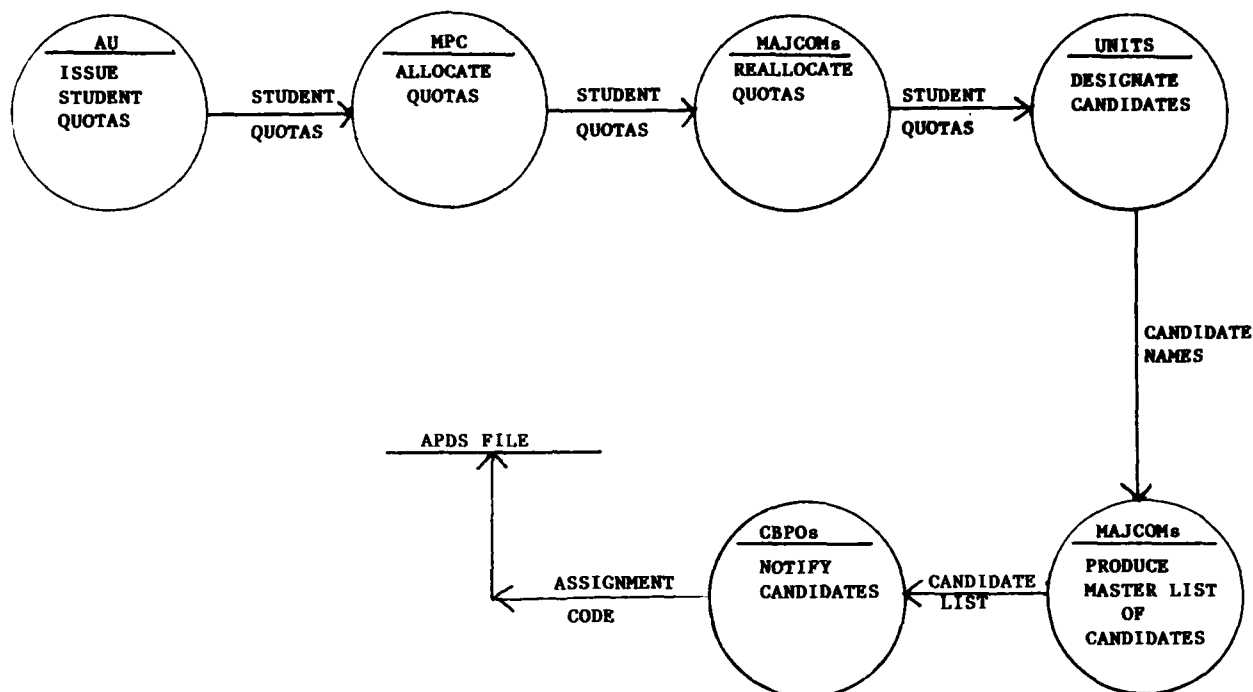 AU
ISSUE
STUDENT
QUOTAS
STUDENT
QUOTAS
MPC
ALLOCATE
QUOTAS
STUDENT
QUOTAS
MAJCOMs
REALLOCATE
QUOTAS
STUDENT
QUOTAS
UNITS
DESIGNATE
CANDIDATES
CANDIDATE
NAMES
MAJCOMs
PRODUCE
MASTER LIST
OF
CANDIDATES
CANDIDATE
LIST
CBPOs
NOTIFY
CANDIDATES
ASSIGNMENT
CODE
APDS FILE